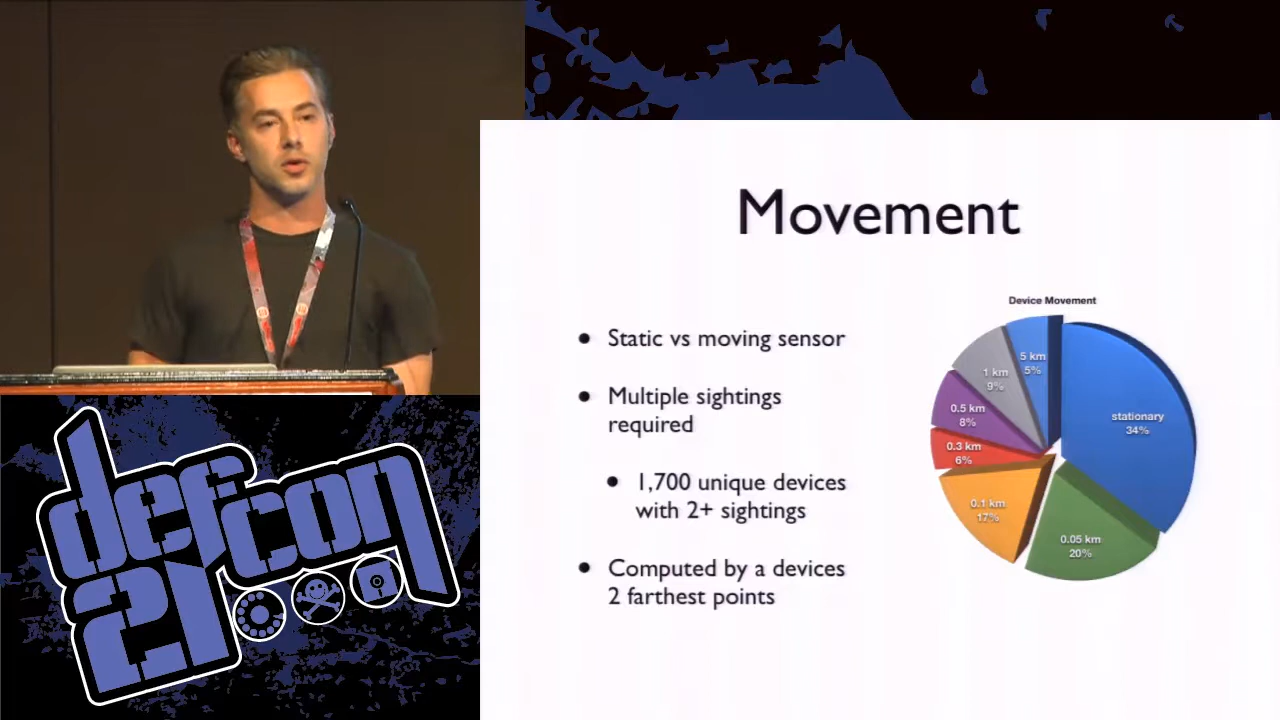 Movement
Static vs moving sensor
Multiple sightings
required
1,700 unique devices
with 2+ sightings
Computed by a devices
2 farthest points
Device Movement
5 km
5%
1 km
9%
0.5 km
8%
0.3 km
6%
0.1 km
17%
0.05 km
20%
stationary
34%
defcon
21